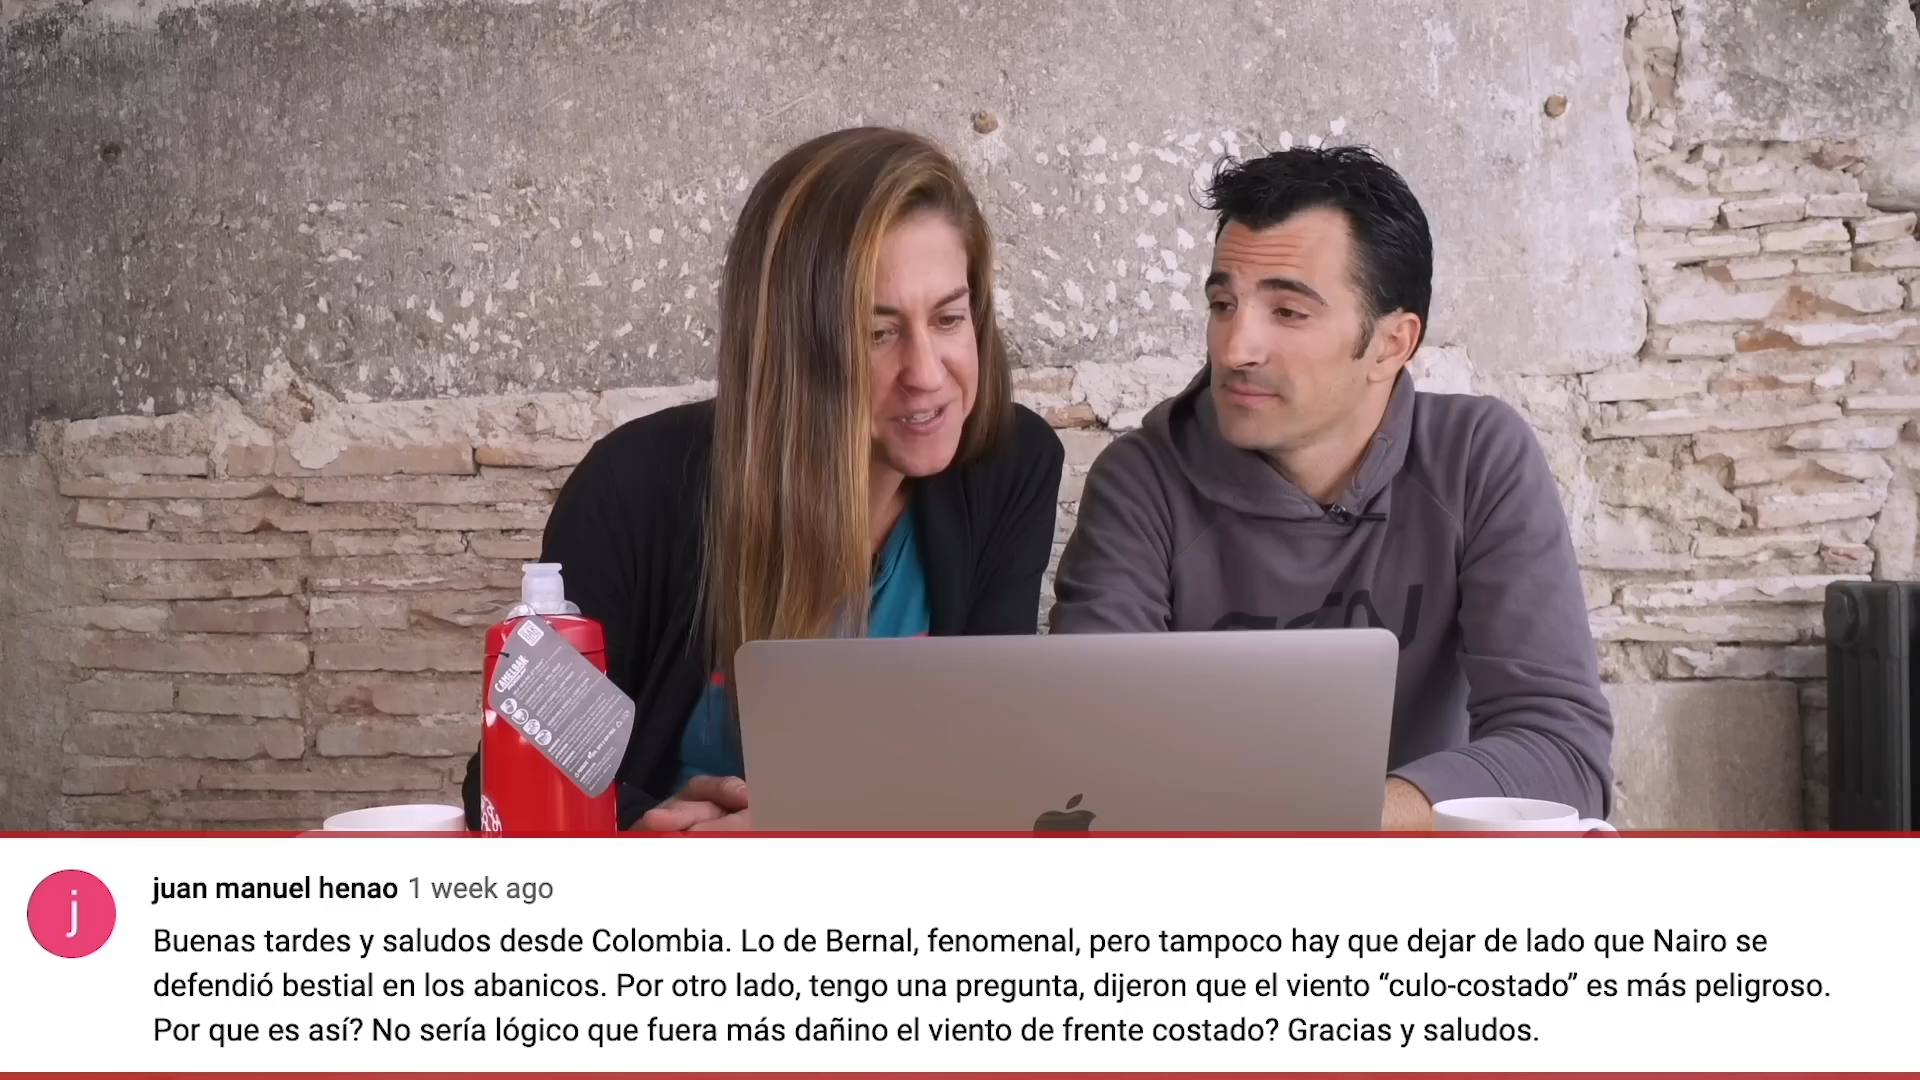 CAMELBAK
j
juan manuel henao 1 week ago
Buenas tardes y saludos desde Colombia. Lo de Bernal, fenomenal, pero tampoco hay que dejar de lado que Nairo se
defendió bestial en los abanicos. Por otro lado, tengo una pregunta, dijeron que el viento “culo-costado” es más peligroso.
Por que es así? No sería lógico que fuera más dañino el viento de frente costado? Gracias y saludos.